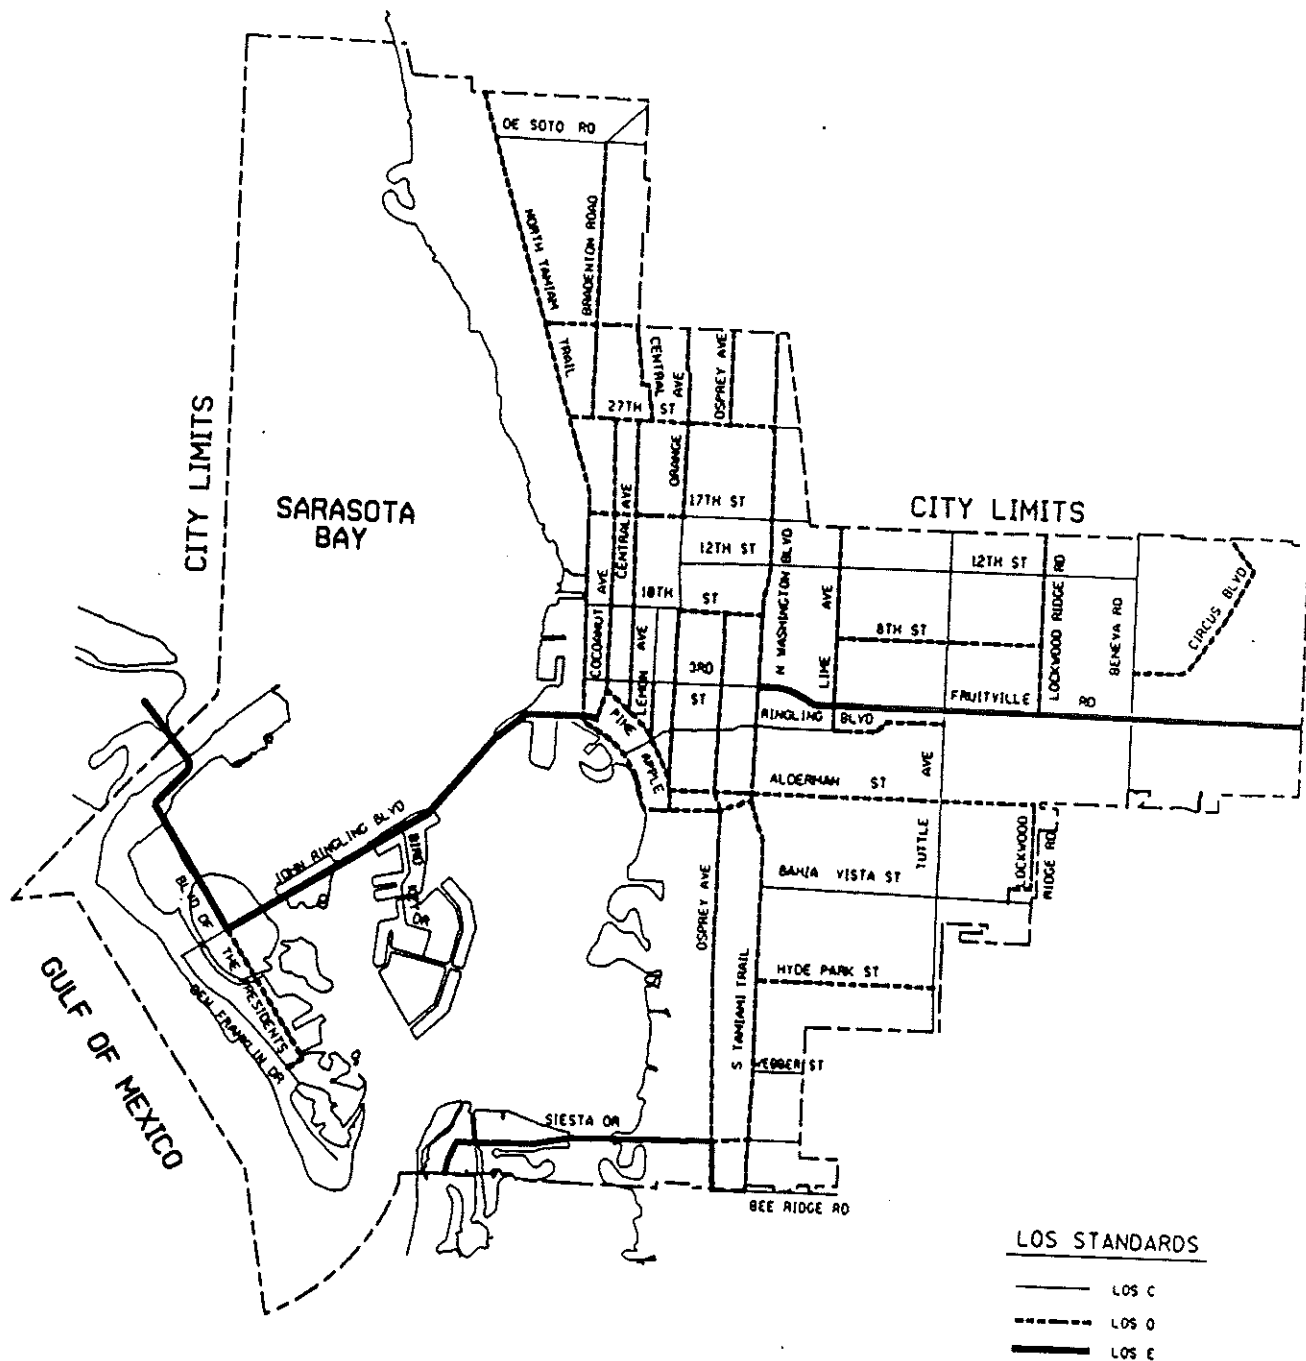 OE SOTO RD
NORTH TAMIAM
TRAIL
BRADENTON ROAD
CENTRAL
AVE
OSPREY AVE
27TH ST
ORANGE
CITY LIMITS
SARASOTA
BAY
17TH ST
CITY LIMITS
CENTRAL AVE
12TH ST
12TH ST
N WASHINGTON BLVD
LIME AVE
LOCKWOOD RIDGE RD
BENEVA RD
CIRCUS BLVD
COCOANUT AVE
10TH ST
LEMON AVE
8TH ST
3RD
ST
FRUITVILLE RD
PINE
APPLE
RINGLING BLVD
ALDERMAN ST
TUTTLE AVE
JOHN RINGLING BLVD
BIRD
KEY DR
LOCKWOOD
RIDGE RD
BAHIA VISTA ST
OSPREY AVE
BLVD OF THE PRESIDENTS
BEN FRANKLIN DR
GULF OF MEXICO
HYDE PARK ST
S TAMIAMI TRAIL
WEBBER ST
SIESTA DR
BEE RIDGE RD
LOS STANDARDS
LOS C
LOS D
LOS E